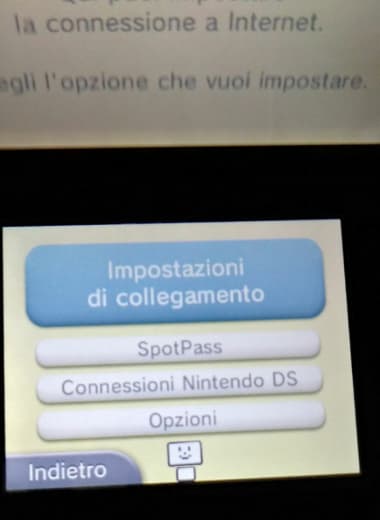 la connessione a Internet.
egli l'opzione che vuoi impostare.
Impostazioni
di collegamento
SpotPass
Connessioni Nintendo DS
Opzioni
Indietro